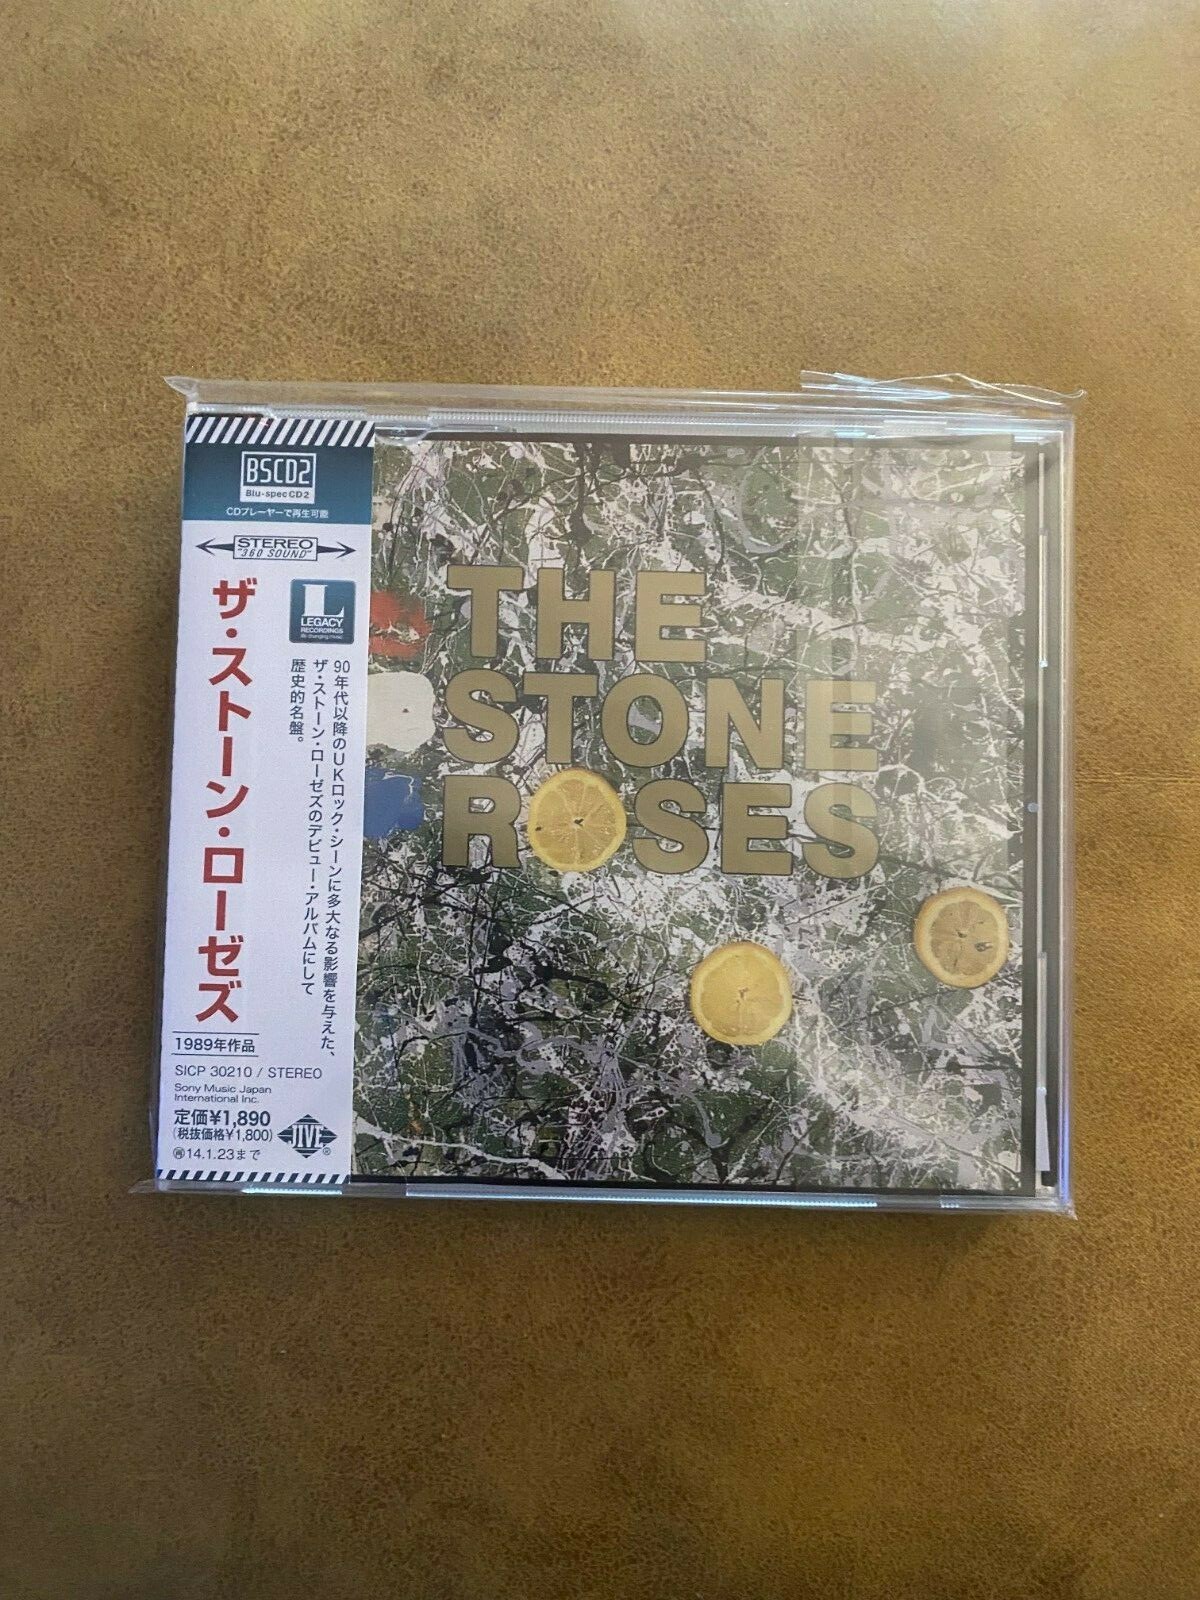 BSCD2
Blu-spec CD2
CDプレーヤーで再生可能
STEREO
"360 SOUND"
L
LEGACY
RECORDINGS
ザ・ストーン・ローゼズ
90年代以降のUKロック・シーンに多大なる影響を与えた、
ザ・ストーン・ローゼズのデビュー・アルバムにして
歴史的名盤。
1989年作品
SICP 30210 / STEREO
Sony Music Japan
International Inc.
定価¥1,890
(税抜価格¥1,800)
㋐14.1.23まで
JIVE®
THE
STONE
ROSES